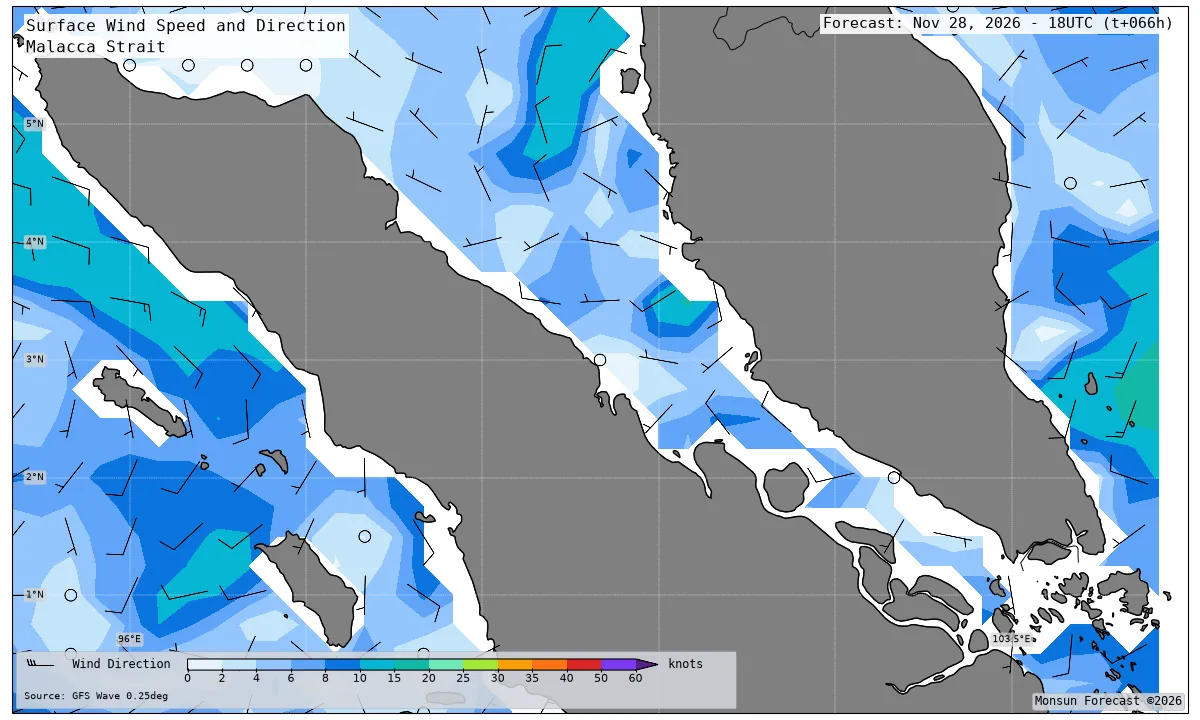 Surface Wind Speed and Direction
Malacca Strait
Forecast: Nov 28, 2026 - 18UTC (t+066h)
5°N
4°N
3°N
2°N
1°N
96°E
103.5°E
Wind Direction
0 2 4 6 8 10 15 20 25 30 35 40 50 60
knots
Source: GFS Wave 0.25deg
Monsun Forecast ©2026